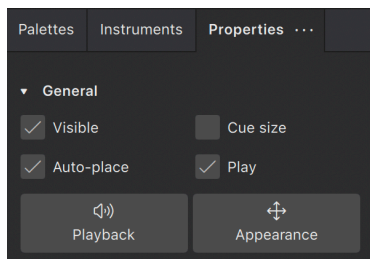 Palettes Instruments Properties ···
General
Visible Cue size
Auto-place Play
Playback Appearance